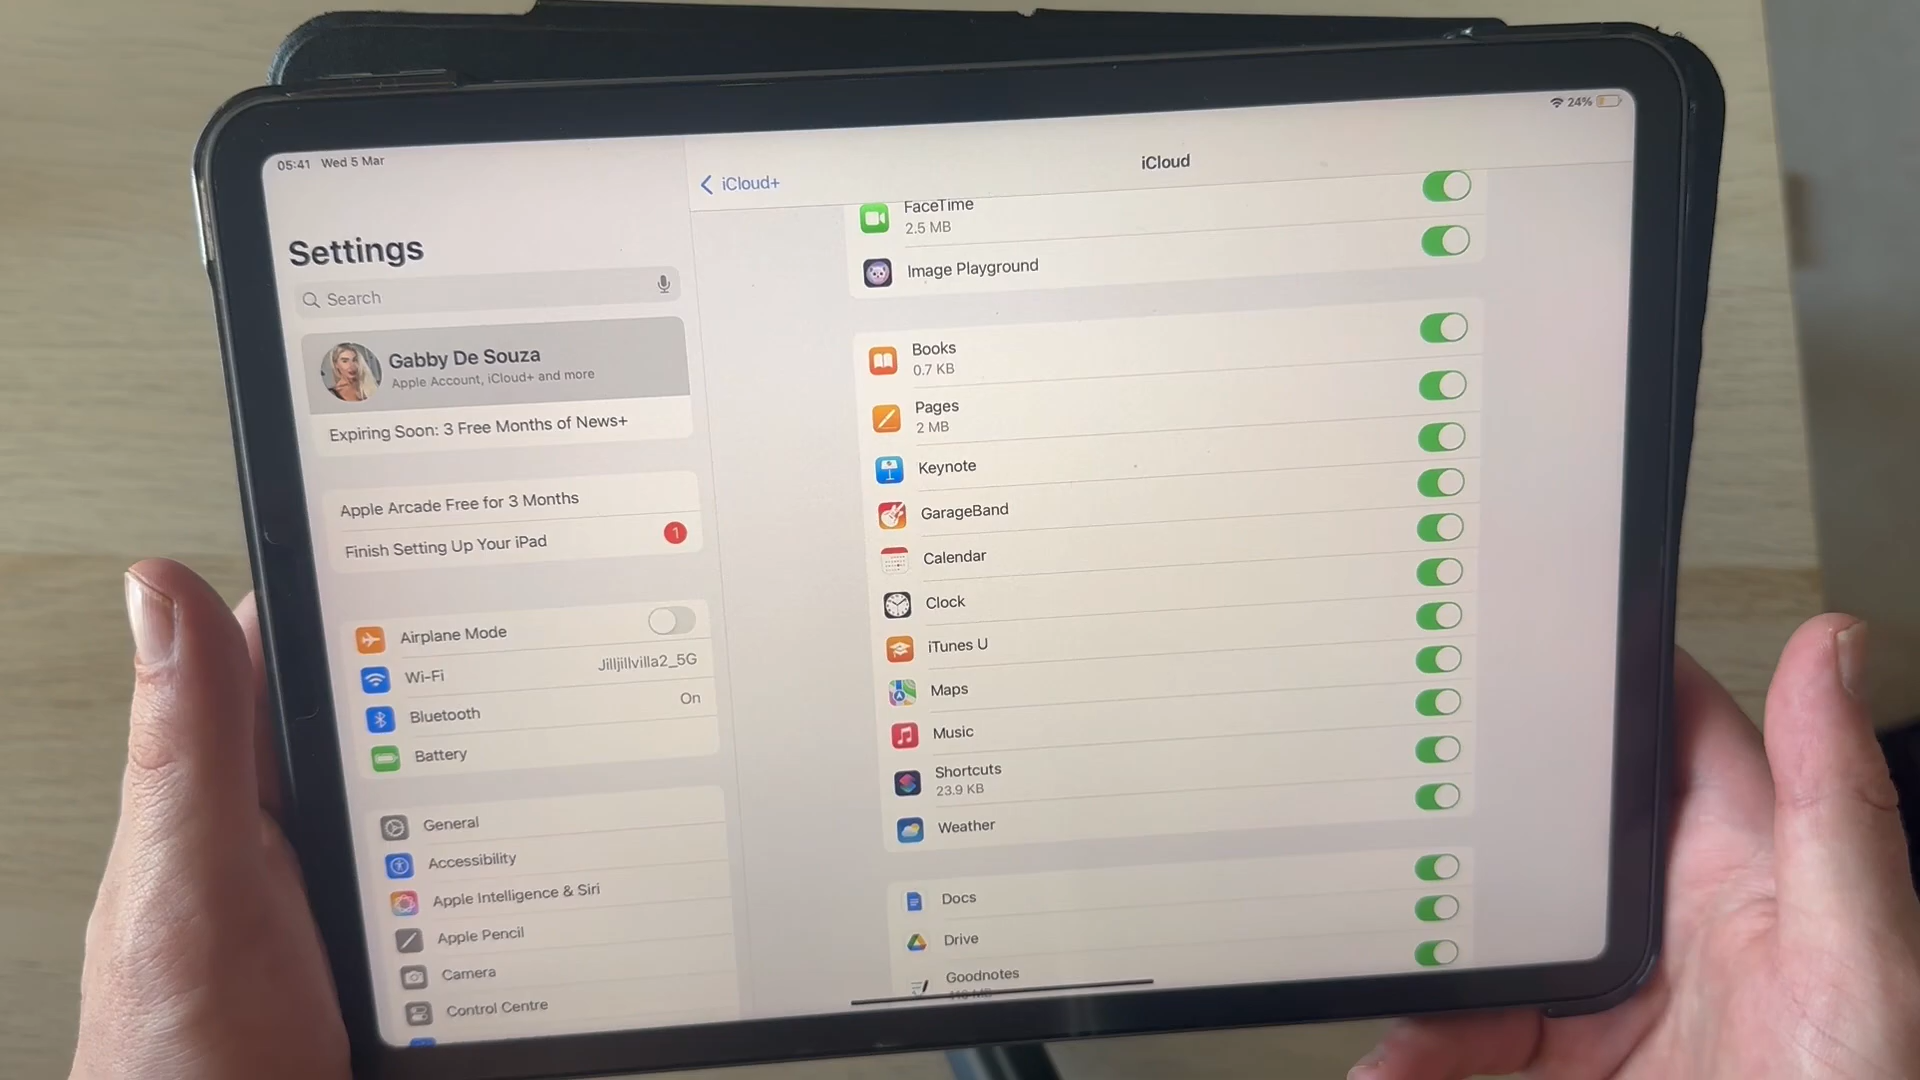 05:41 Wed 5 Mar
24%
Settings
Search
Gabby De Souza
Apple Account, iCloud+ and more
Expiring Soon: 3 Free Months of News+
Apple Arcade Free for 3 Months
Finish Setting Up Your iPad
1
Airplane Mode
Wi-Fi Jilljillvilla2_5G
Bluetooth On
Battery
General
Accessibility
Apple Intelligence & Siri
Apple Pencil
Camera
Control Centre
iCloud+
iCloud
FaceTime
2.5 MB
Image Playground
Books
0.7 KB
Pages
2 MB
Keynote
GarageBand
Calendar
Clock
iTunes U
Maps
Music
Shortcuts
23.9 KB
Weather
Docs
Drive
Goodnotes